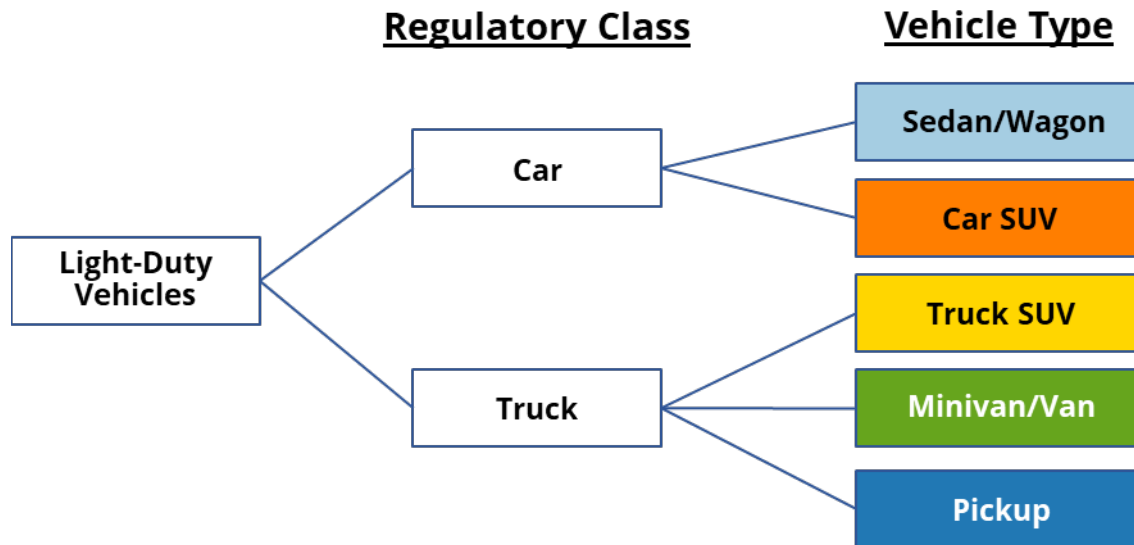 Regulatory Class
Vehicle Type
Light-Duty
Vehicles
Car
Truck
Sedan/Wagon
Car SUV
Truck SUV
Minivan/Van
Pickup